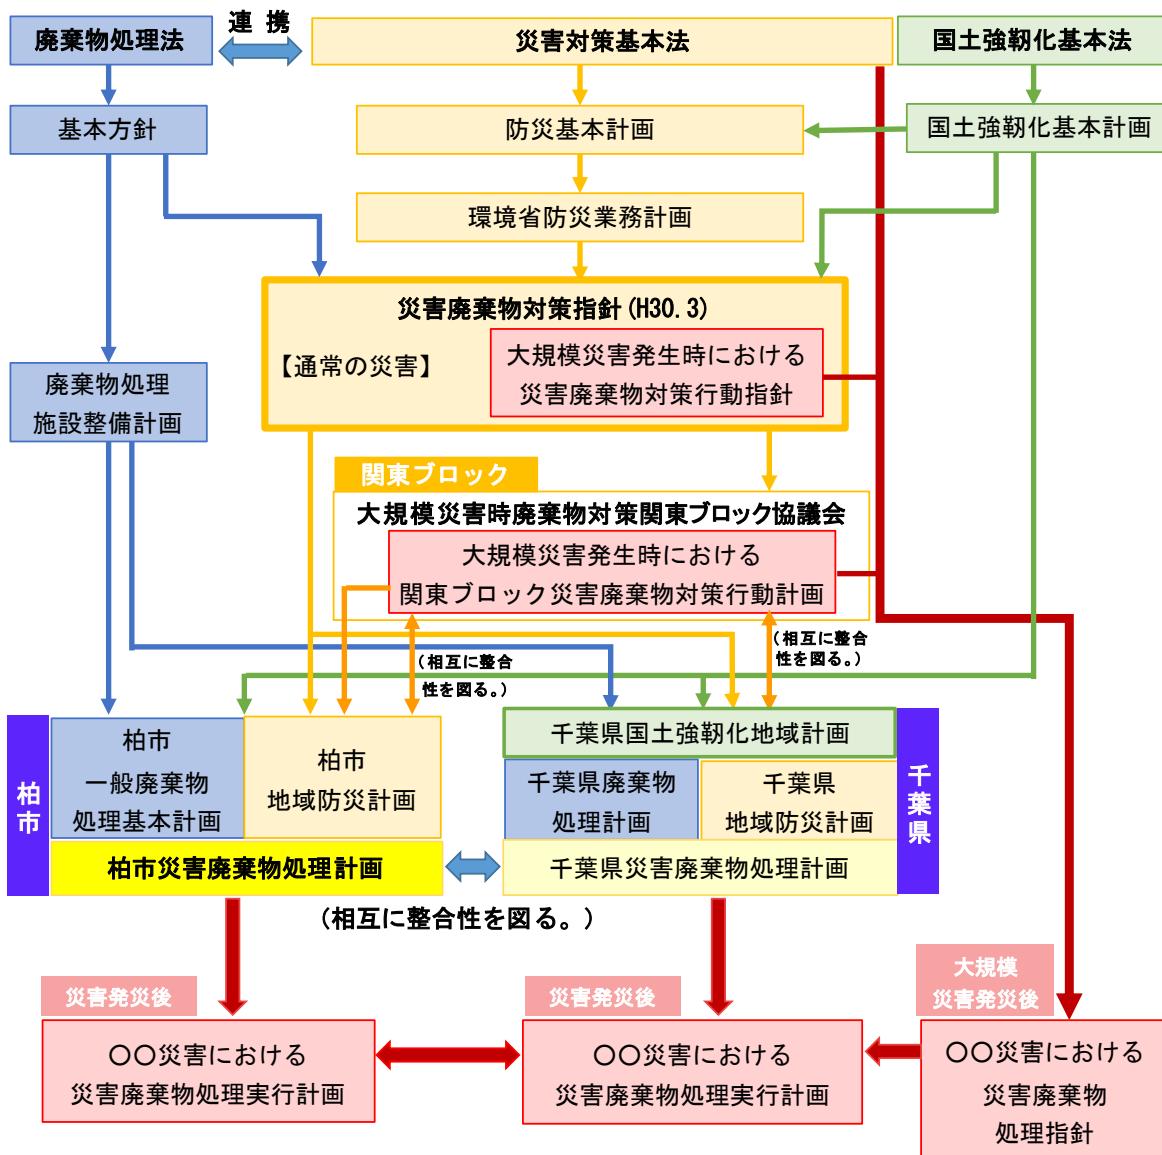 連 携
廃棄物処理法
災害対策基本法
国土強靭化基本法
基本方針
防災基本計画
国土強靭化基本計画
環境省防災業務計画
災害廃棄物対策指針(H30.3)
【通常の災害】
大規模災害発生時における
災害廃棄物対策行動指針
廃棄物処理
施設整備計画
関東ブロック
大規模災害時廃棄物対策関東ブロック協議会
大規模災害発生時における
関東ブロック災害廃棄物対策行動計画
(相互に整合
性を図る。)
(相互に整合
性を図る。)
柏市
柏市
一般廃棄物
処理基本計画
柏市
地域防災計画
柏市災害廃棄物処理計画
千葉県国土強靭化地域計画
千葉県廃棄物
処理計画
千葉県
地域防災計画
千葉県災害廃棄物処理計画
千葉県
(相互に整合性を図る。)
災害発災後
〇〇災害における
災害廃棄物処理実行計画
災害発災後
〇〇災害における
災害廃棄物処理実行計画
大規模
災害発災後
〇〇災害における
災害廃棄物
処理指針